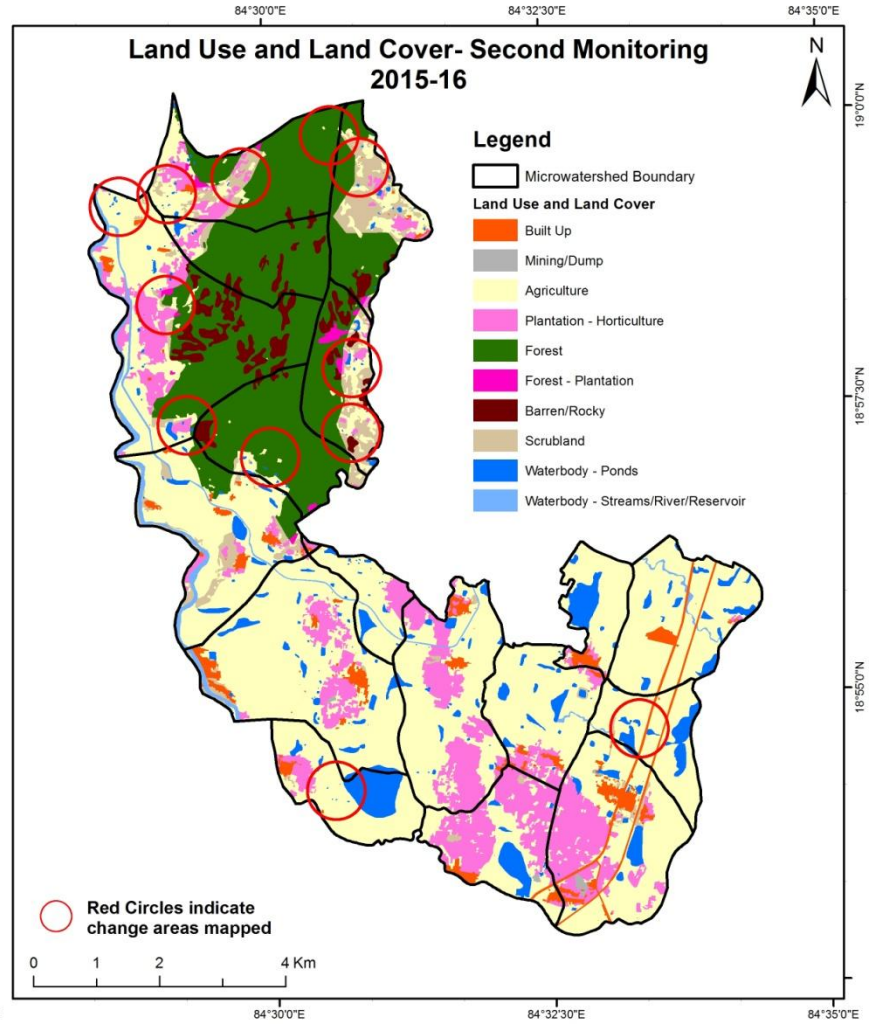 84°30'0"E 84°32'30"E 84°35'0"E
Land Use and Land Cover- Second Monitoring
2015-16
N
19°0'0"N
Legend
Microwatershed Boundary
Land Use and Land Cover
Built Up
Mining/Dump
Agriculture
Plantation - Horticulture
Forest
Forest - Plantation
Barren/Rocky
Scrubland
Waterbody - Ponds
Waterbody - Streams/River/Reservoir
18°57'30"N
18°55'0"N
Red Circles indicate
change areas mapped
0 1 2 4 Km
84°30'0"E 84°32'30"E 84°35'0"E